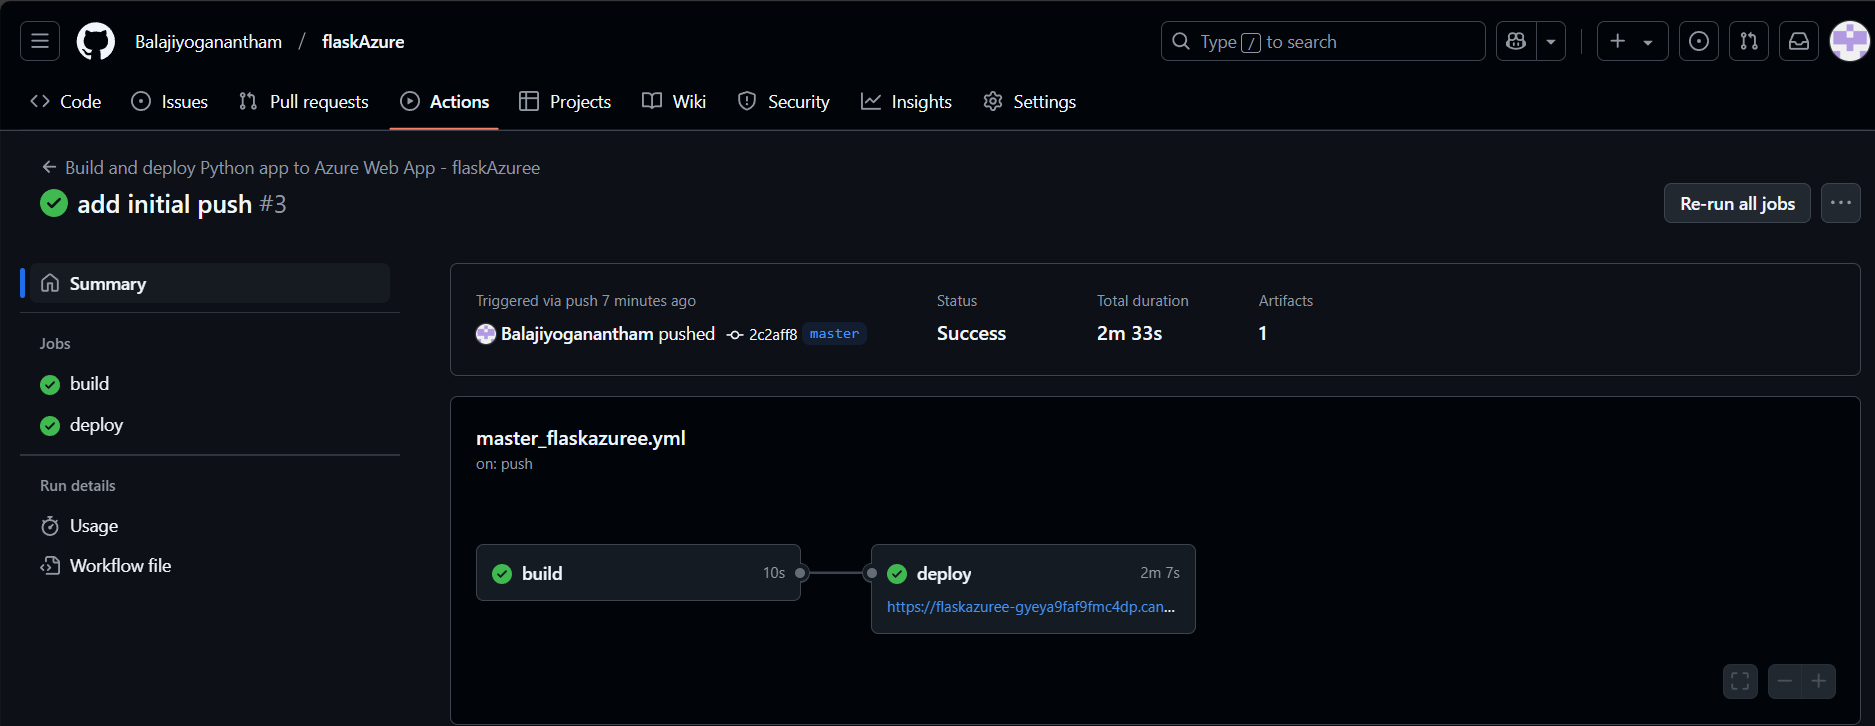 Balajiyoganantham / flaskAzure
Type / to search
Code Issues Pull requests Actions Projects Wiki Security Insights Settings
Build and deploy Python app to Azure Web App - flaskAzuree
add initial push #3
Re-run all jobs
Summary
Jobs
build
deploy
Run details
Usage
Workflow file
Triggered via push 7 minutes ago
Balajiyoganantham pushed 2c2aff8 master
Status
Success
Total duration
2m 33s
Artifacts
1
master_flaskazuree.yml
on: push
build 10s
deploy 2m 7s
https://flaskazuree-gyeya9faf9fmc4dp.can...